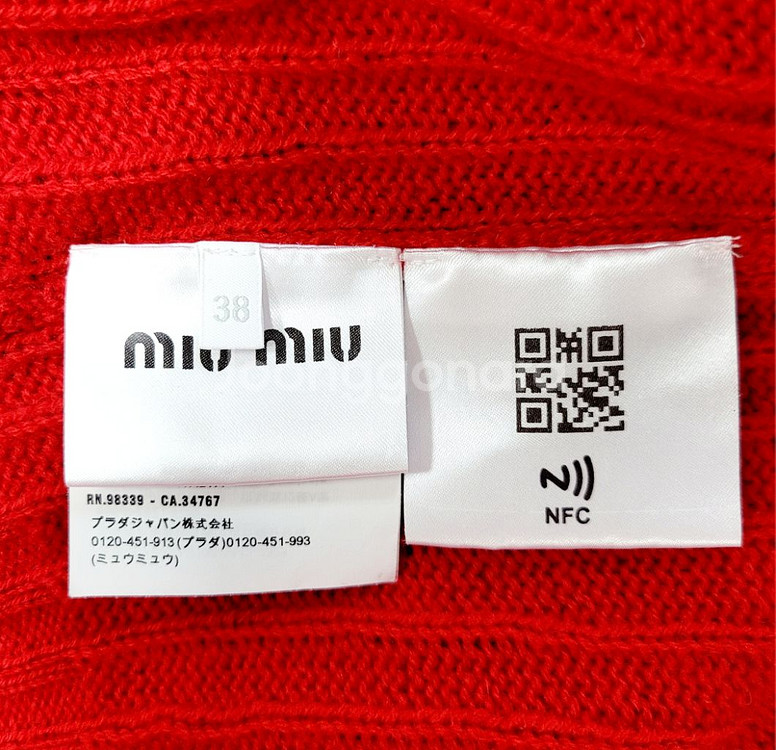 38
miu miu
RN.98339 - CA.34767
プラダジャパン株式会社
0120-451-913(プラダ)0120-451-993
(ミュウミュウ)
NFC